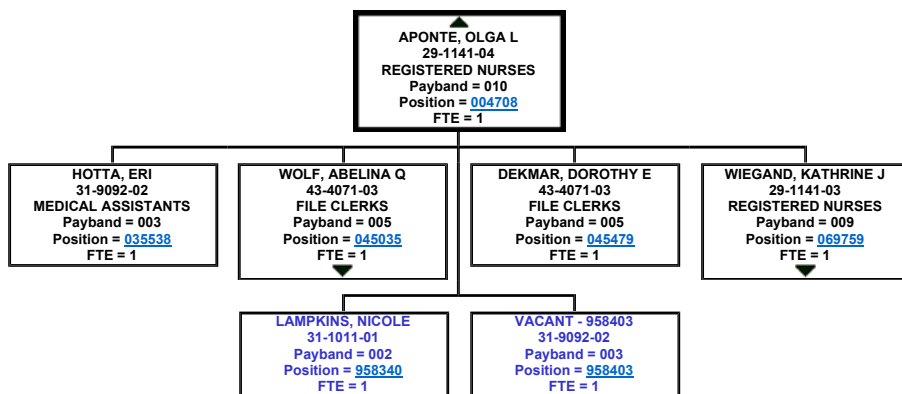 APONTE, OLGA L
29-1141-04
REGISTERED NURSES
Payband = 010
Position = 004708
FTE = 1
HOTTA, ERI
31-9092-02
MEDICAL ASSISTANTS
Payband = 003
Position = 035538
FTE = 1
WOLF, ABELINA Q
43-4071-03
FILE CLERKS
Payband = 005
Position = 045035
FTE = 1
DEKMAR, DOROTHY E
43-4071-03
FILE CLERKS
Payband = 005
Position = 045479
FTE = 1
WIEGAND, KATHRINE J
29-1141-03
REGISTERED NURSES
Payband = 009
Position = 069759
FTE = 1
LAMPKINS, NICOLE
31-1011-01
Payband = 002
Position = 958340
FTE = 1
VACANT - 958403
31-9092-02
Payband = 003
Position = 958403
FTE = 1